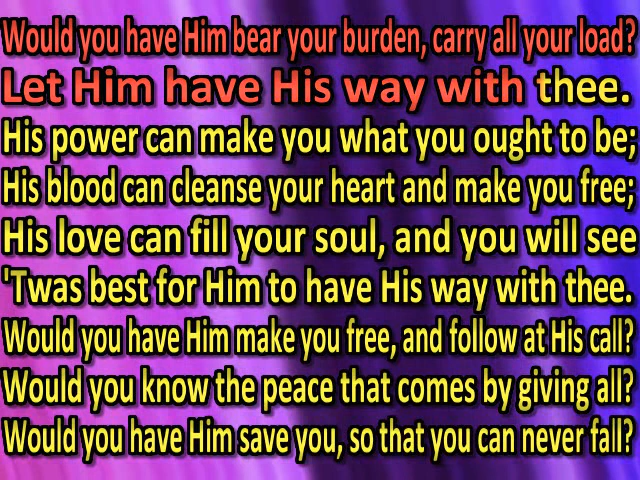 Would you have Him bear your burden, carry all your load?
Let Him have His way with thee.
His power can make you what you ought to be;
His blood can cleanse your heart and make you free;
His love can fill your soul, and you will see
'Twas best for Him to have His way with thee.
Would you have Him make you free, and follow at His call?
Would you know the peace that comes by giving all?
Would you have Him save you, so that you can never fall?